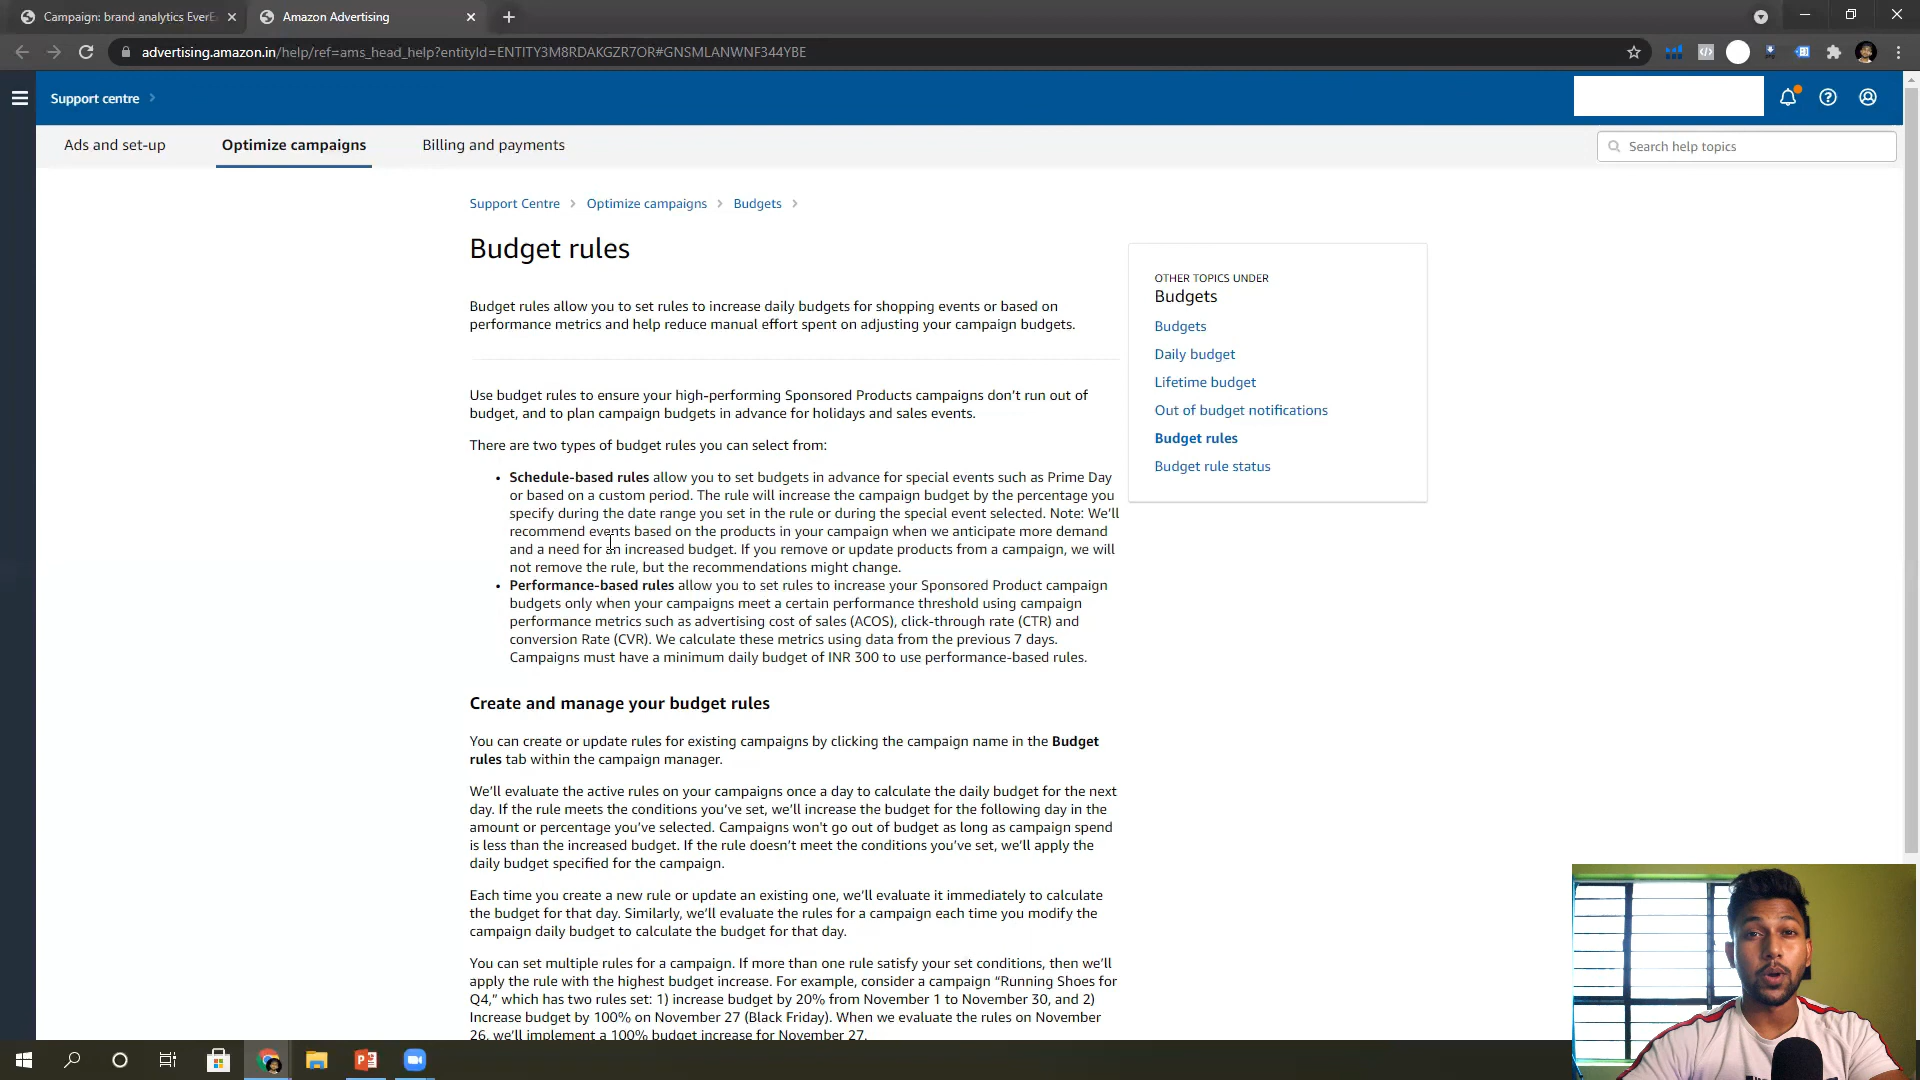 Campaign: brand analytics EverE
Amazon Advertising
advertising.amazon.in/help/ref=ams_head_help?entityId=ENTITY3M8RDAKGZR7OR#GNSMLANWNF344YBE
Support centre
Ads and set-up
Optimize campaigns
Billing and payments
Search help topics
Support Centre > Optimize campaigns > Budgets >
Budget rules
Budget rules allow you to set rules to increase daily budgets for shopping events or based on
performance metrics and help reduce manual effort spent on adjusting your campaign budgets.
Use budget rules to ensure your high-performing Sponsored Products campaigns don’t run out of
budget, and to plan campaign budgets in advance for holidays and sales events.
There are two types of budget rules you can select from:
• Schedule-based rules allow you to set budgets in advance for special events such as Prime Day
or based on a custom period. The rule will increase the campaign budget by the percentage you
specify during the date range you set in the rule or during the special event selected. Note: We’ll
recommend events based on the products in your campaign when we anticipate more demand
and a need for an increased budget. If you remove or update products from a campaign, we will
not remove the rule, but the recommendations might change.
• Performance-based rules allow you to set rules to increase your Sponsored Product campaign
budgets only when your campaigns meet a certain performance threshold using campaign
performance metrics such as advertising cost of sales (ACOS), click-through rate (CTR) and
conversion Rate (CVR). We calculate these metrics using data from the previous 7 days.
Campaigns must have a minimum daily budget of INR 300 to use performance-based rules.
Create and manage your budget rules
You can create or update rules for existing campaigns by clicking the campaign name in the Budget
rules tab within the campaign manager.
We’ll evaluate the active rules on your campaigns once a day to calculate the daily budget for the next
day. If the rule meets the conditions you’ve set, we’ll increase the budget for the following day in the
amount or percentage you’ve selected. Campaigns won't go out of budget as long as campaign spend
is less than the increased budget. If the rule doesn’t meet the conditions you’ve set, we’ll apply the
daily budget specified for the campaign.
Each time you create a new rule or update an existing one, we’ll evaluate it immediately to calculate
the budget for that day. Similarly, we’ll evaluate the rules for a campaign each time you modify the
campaign daily budget to calculate the budget for that day.
You can set multiple rules for a campaign. If more than one rule satisfy your set conditions, then we’ll
apply the rule with the highest budget increase. For example, consider a campaign “Running Shoes for
Q4,” which has two rules set: 1) increase budget by 20% from November 1 to November 30, and 2)
Increase budget by 100% on November 27 (Black Friday). When we evaluate the rules on November
26, we’ll implement a 100% budget increase for November 27.
OTHER TOPICS UNDER
Budgets
Budgets
Daily budget
Lifetime budget
Out of budget notifications
Budget rules
Budget rule status